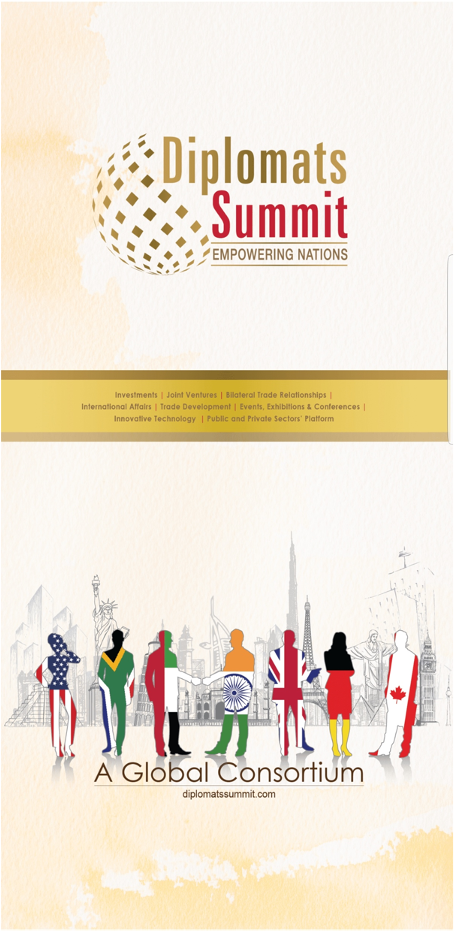 Diplomats
Summit
EMPOWERING NATIONS
Investments | Joint Ventures | Bilateral Trade Relationships |
International Affairs | Trade Development | Events, Exhibitions & Conferences |
Innovative Technology | Public and Private Sectors' Platform
A Global Consortium
diplomatssummit.com